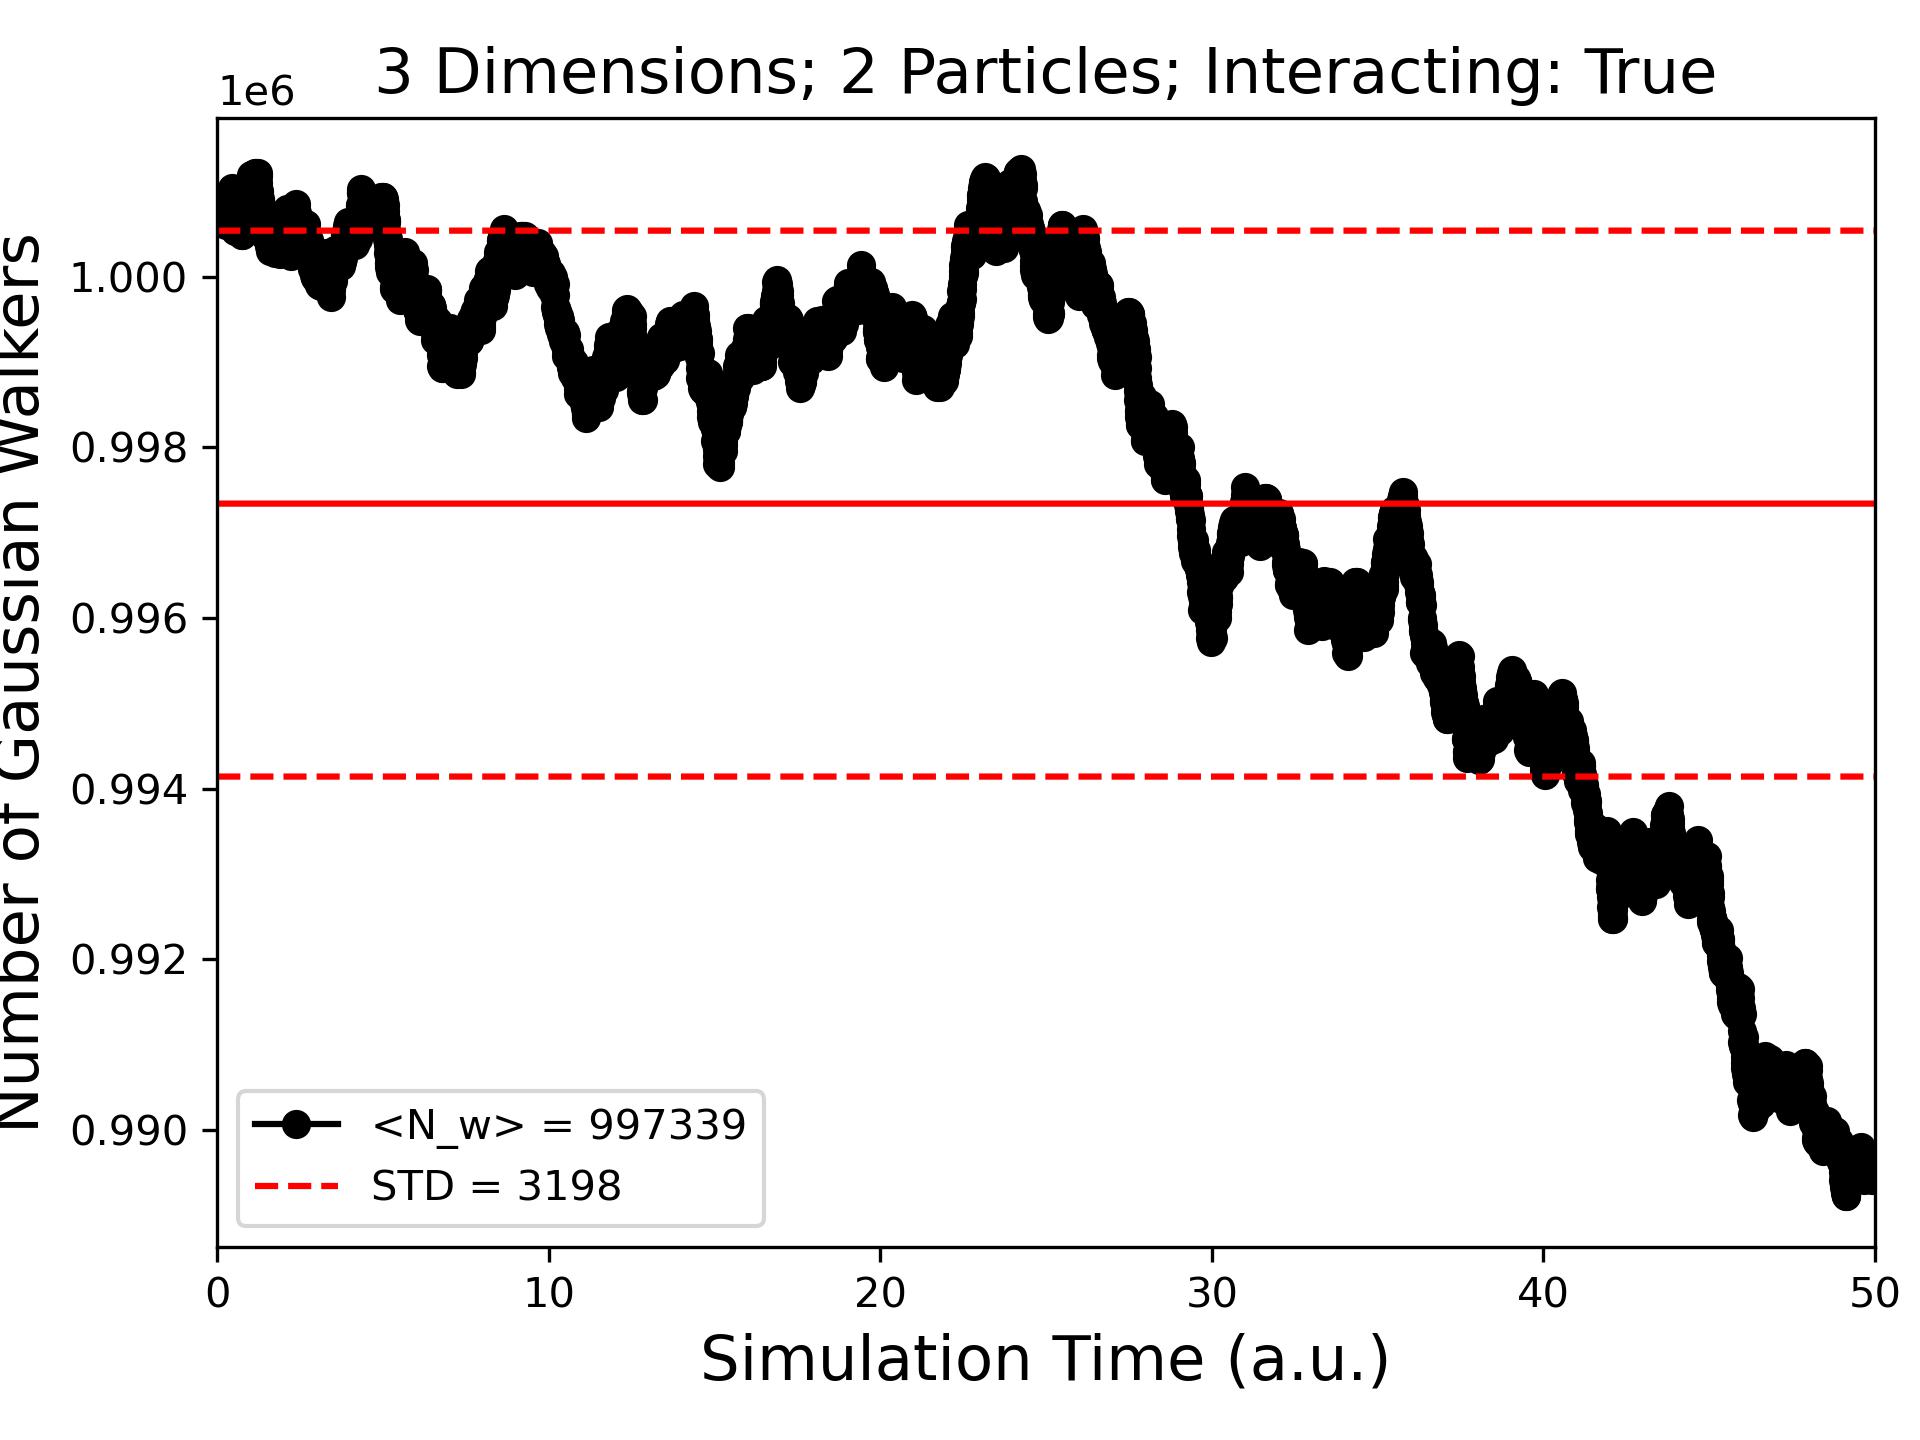 3 Dimensions; 2 Particles; Interacting: True
1e6
Number of Gaussian Walkers
1.000
0.998
0.996
0.994
0.992
0.990
<N_w> = 997339
STD = 3198
0 10 20 30 40 50
Simulation Time (a.u.)